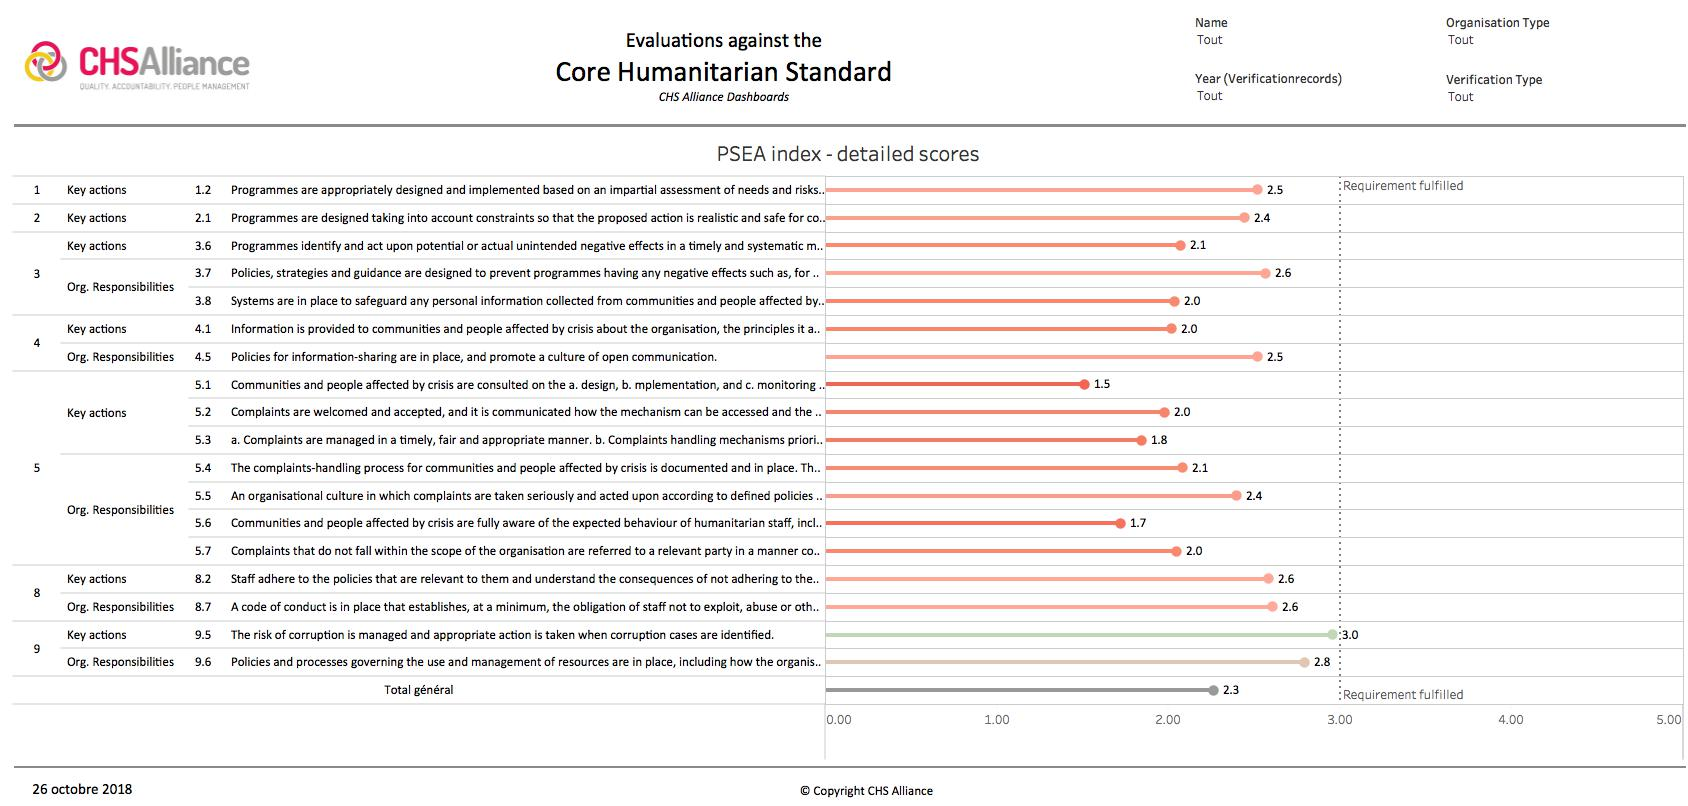 CHSAlliance
QUALITY. ACCOUNTABILITY. PEOPLE MANAGEMENT
Evaluations against the
Core Humanitarian Standard
CHS Alliance Dashboards
Name
Tout
Organisation Type
Tout
Year (Verificationrecords)
Tout
Verification Type
Tout
PSEA index - detailed scores
1 Key actions 1.2 Programmes are appropriately designed and implemented based on an impartial assessment of needs and risks.. 2.5 Requirement fulfilled
2 Key actions 2.1 Programmes are designed taking into account constraints so that the proposed action is realistic and safe for co.. 2.4
3 Key actions 3.6 Programmes identify and act upon potential or actual unintended negative effects in a timely and systematic m.. 2.1
Org. Responsibilities 3.7 Policies, strategies and guidance are designed to prevent programmes having any negative effects such as, for .. 2.6
3.8 Systems are in place to safeguard any personal information collected from communities and people affected by.. 2.0
4 Key actions 4.1 Information is provided to communities and people affected by crisis about the organisation, the principles it a.. 2.0
Org. Responsibilities 4.5 Policies for information-sharing are in place, and promote a culture of open communication. 2.5
5 Key actions 5.1 Communities and people affected by crisis are consulted on the a. design, b. mplementation, and c. monitoring .. 1.5
5.2 Complaints are welcomed and accepted, and it is communicated how the mechanism can be accessed and the .. 2.0
5.3 a. Complaints are managed in a timely, fair and appropriate manner. b. Complaints handling mechanisms priori.. 1.8
Org. Responsibilities 5.4 The complaints-handling process for communities and people affected by crisis is documented and in place. Th.. 2.1
5.5 An organisational culture in which complaints are taken seriously and acted upon according to defined policies .. 2.4
5.6 Communities and people affected by crisis are fully aware of the expected behaviour of humanitarian staff, incl.. 1.7
5.7 Complaints that do not fall within the scope of the organisation are referred to a relevant party in a manner co.. 2.0
8 Key actions 8.2 Staff adhere to the policies that are relevant to them and understand the consequences of not adhering to the.. 2.6
Org. Responsibilities 8.7 A code of conduct is in place that establishes, at a minimum, the obligation of staff not to exploit, abuse or oth.. 2.6
9 Key actions 9.5 The risk of corruption is managed and appropriate action is taken when corruption cases are identified. 3.0
Org. Responsibilities 9.6 Policies and processes governing the use and management of resources are in place, including how the organis.. 2.8
Total général 2.3 Requirement fulfilled
0.00 1.00 2.00 3.00 4.00 5.00
26 octobre 2018
© Copyright CHS Alliance